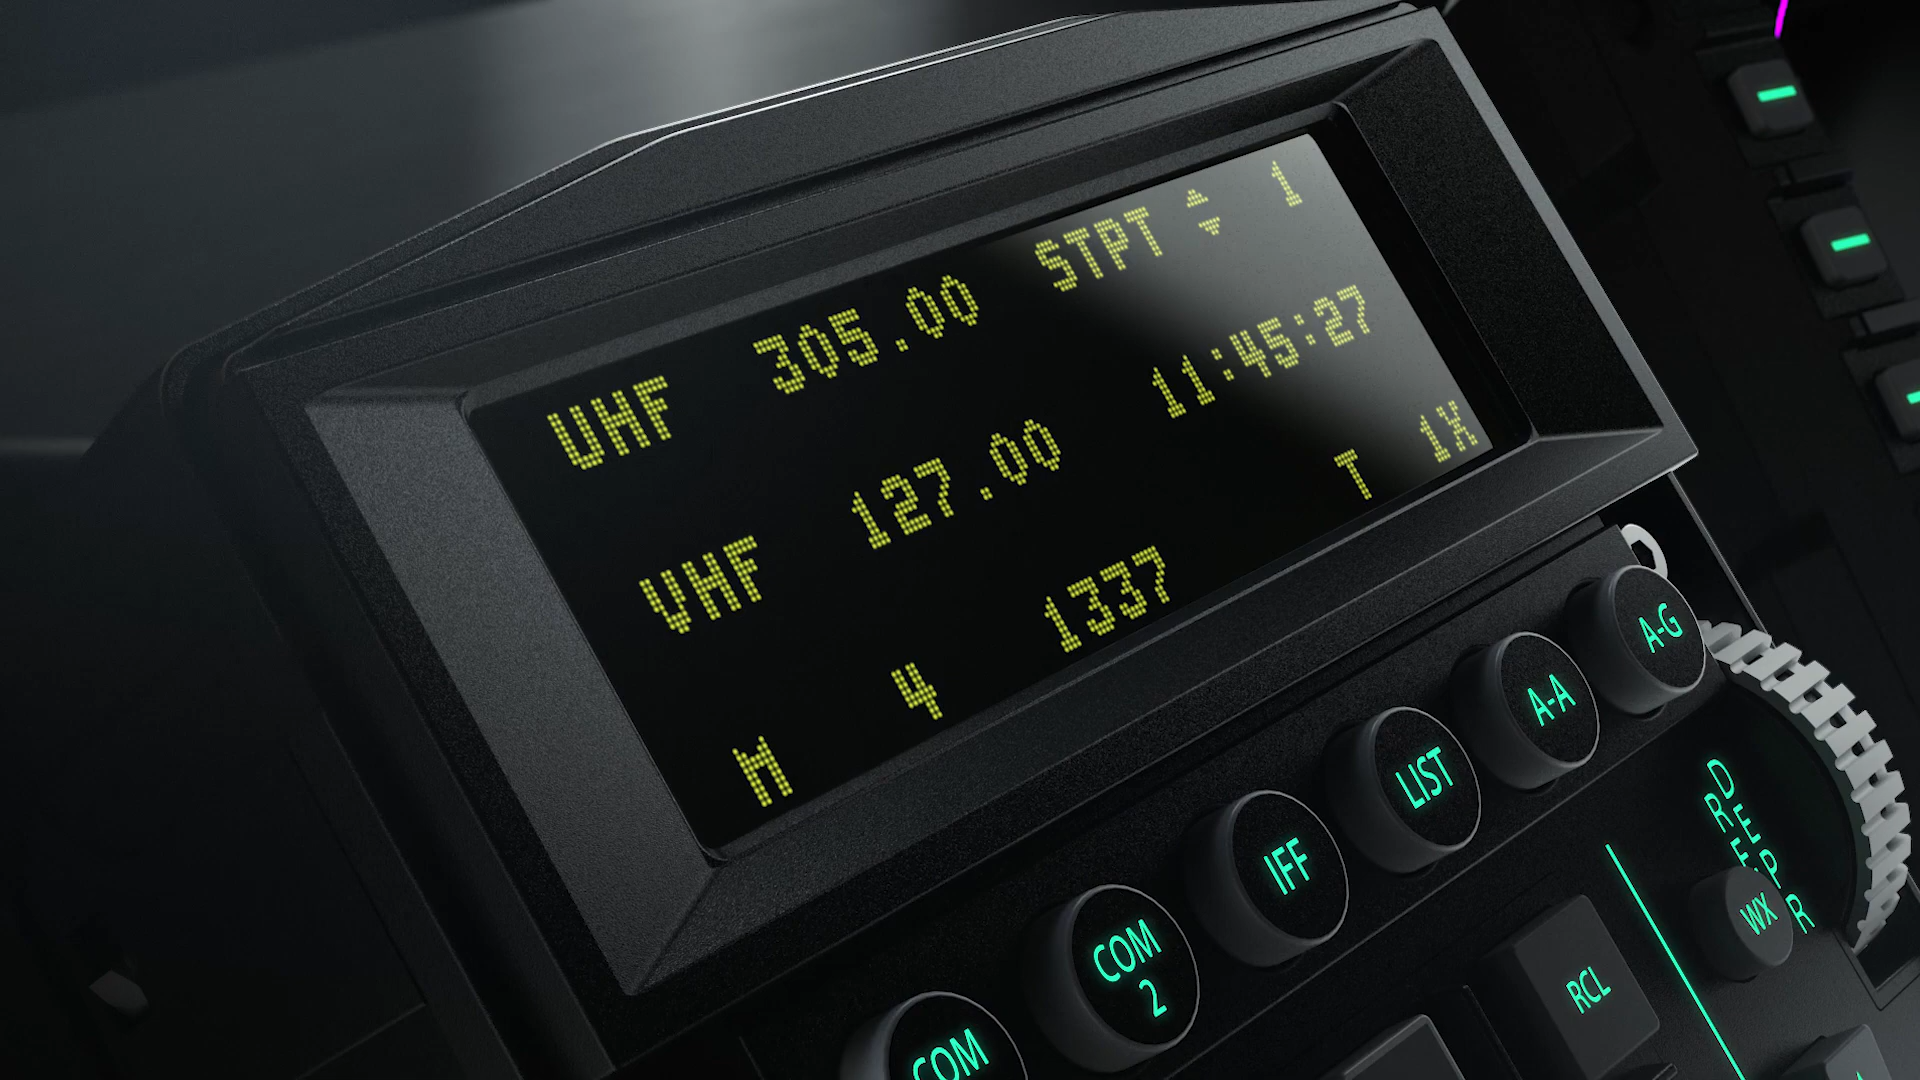 UHF 305.00 STPT 1
VHF 127.00 11:45:27
M 4 1337 T 1X
COM
COM 2
IFF
LIST
A-A
A-G
RCL
WX